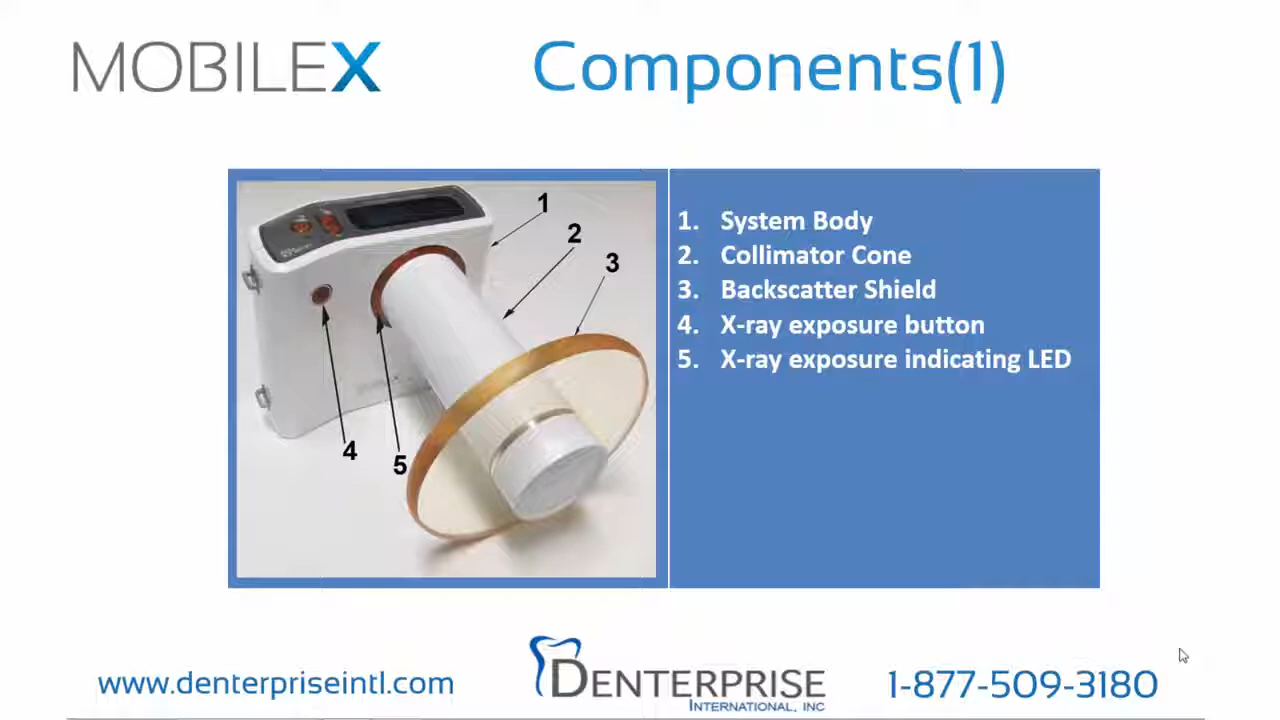 MOBILEX
Components(1)
1
2
3
4
5
1. System Body
2. Collimator Cone
3. Backscatter Shield
4. X-ray exposure button
5. X-ray exposure indicating LED
www.denterpriseintl.com
DENTERPRISE
INTERNATIONAL, INC
1-877-509-3180